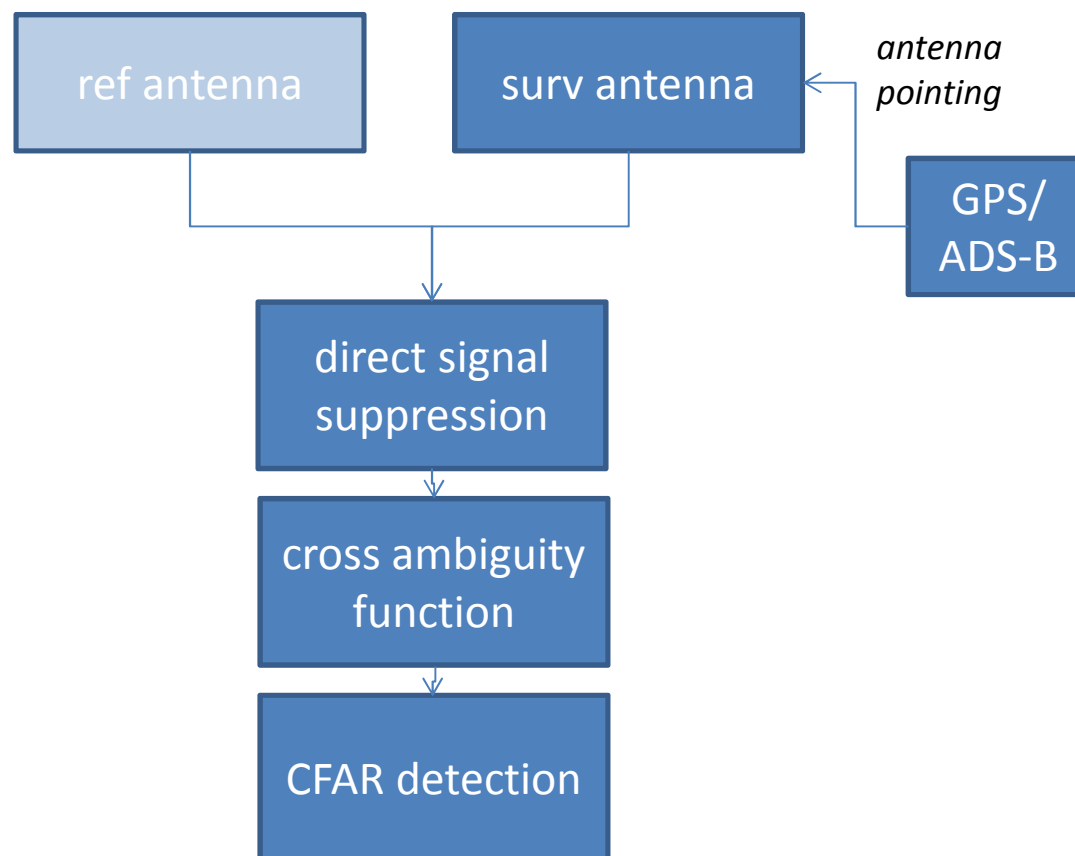 ref antenna
surv antenna
antenna
pointing
GPS/
ADS-B
direct signal
suppression
cross ambiguity
function
CFAR detection